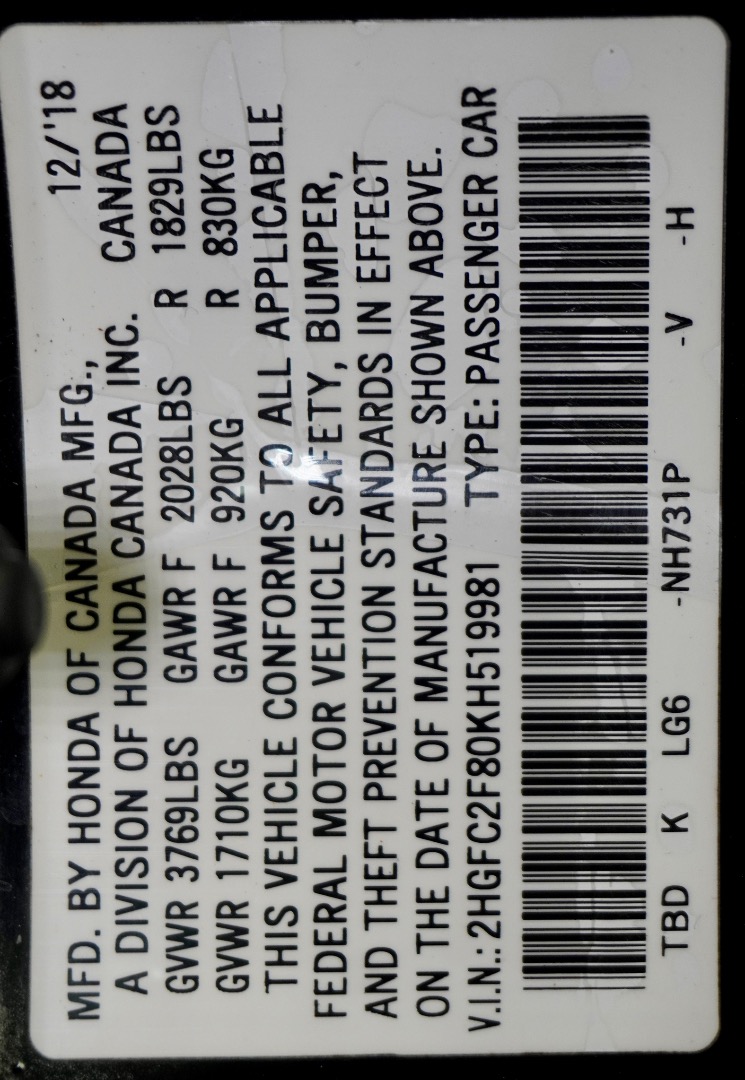 MFD. BY HONDA OF CANADA MFG., 12/'18
A DIVISION OF HONDA CANADA INC. CANADA
GVWR 3769LBS GAWR F 2028LBS R 1829LBS
GVWR 1710KG GAWR F 920KG R 830KG
THIS VEHICLE CONFORMS TO ALL APPLICABLE
FEDERAL MOTOR VEHICLE SAFETY, BUMPER,
AND THEFT PREVENTION STANDARDS IN EFFECT
ON THE DATE OF MANUFACTURE SHOWN ABOVE.
V.I.N.: 2HGFC2F80KH519981 TYPE: PASSENGER CAR
TBD K LG6 -NH731P -V -H